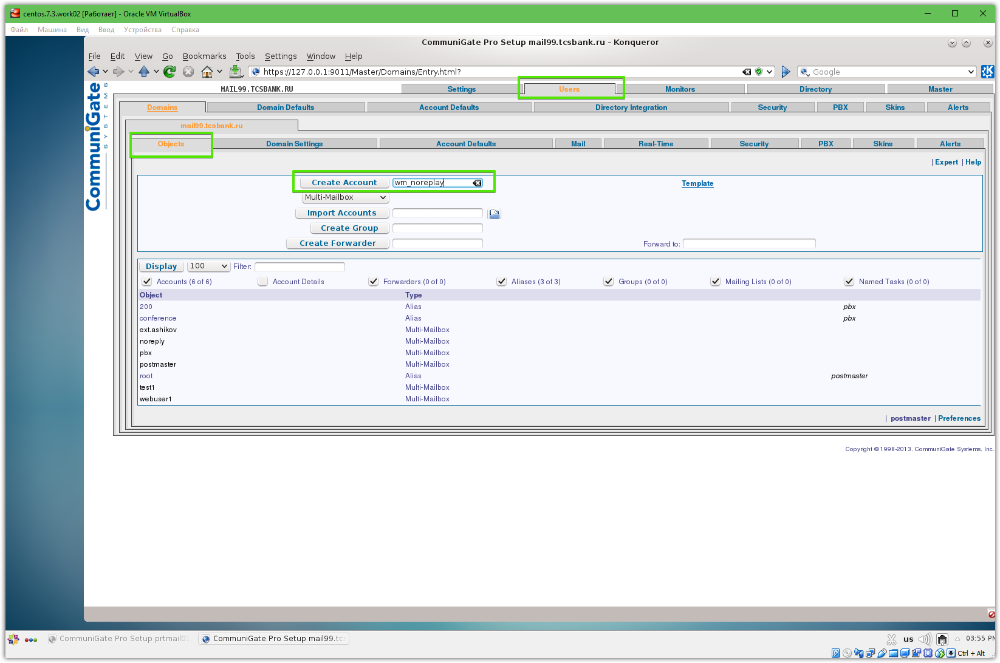 centos.7.3.work02 [Работает] - Oracle VM VirtualBox
Файл Машина Вид Ввод Устройства Справка
CommuniGate Pro Setup mail99.tcsbank.ru – Konqueror
File Edit View Go Bookmarks Tools Settings Window Help
https://127.0.0.1:9011/Master/Domains/Entry.html? Google
CommuniGate
SYSTEMS
MAIL99.TCSBANK.RU Settings Users Monitors Directory Master
Domains Domain Defaults Account Defaults Directory Integration Security PBX Skins Alerts
mail99.tcsbank.ru
Objects Domain Settings Account Defaults Mail Real-Time Security PBX Skins Alerts
| Expert | Help
Create Account wm_noreplay Template
Multi-Mailbox
Import Accounts
Create Group
Create Forwarder Forward to:
Display 100 Filter:
Accounts (6 of 6) Account Details Forwarders (0 of 0) Aliases (3 of 3) Groups (0 of 0) Mailing Lists (0 of 0) Named Tasks (0 of 0)
Object Type
200 Alias pbx
conference Alias pbx
ext.ashikov Multi-Mailbox
noreply Multi-Mailbox
pbx Multi-Mailbox
postmaster Multi-Mailbox
root Alias postmaster
test1 Multi-Mailbox
webuser1 Multi-Mailbox
| postmaster | Preferences
Copyright © 1998-2013, CommuniGate Systems, Inc.
CommuniGate Pro Setup prtmail01 CommuniGate Pro Setup mail99.tcs us 03:55 PM
Ctrl + Alt